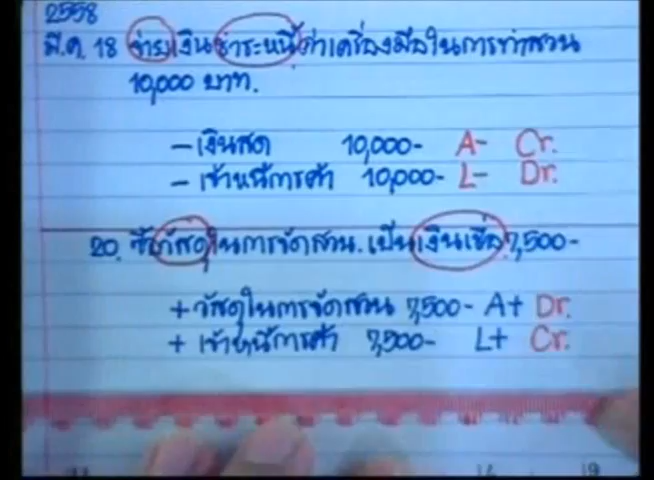 2558
มี.ค. 18 จ่ายเงินชำระหนี้ค่าเครื่องมือในการทำสวน
10,000 บาท.
- เงินสด 10,000- A- Cr.
- เจ้าหนี้การค้า 10,000- L- Dr.
20. ซื้อวัสดุในการจัดสวน.เป็นเงินเชื่อ 7,500-
+ วัสดุในการจัดสวน 7,500- A+ Dr.
+ เจ้าหนี้การค้า 7,500- L+ Cr.